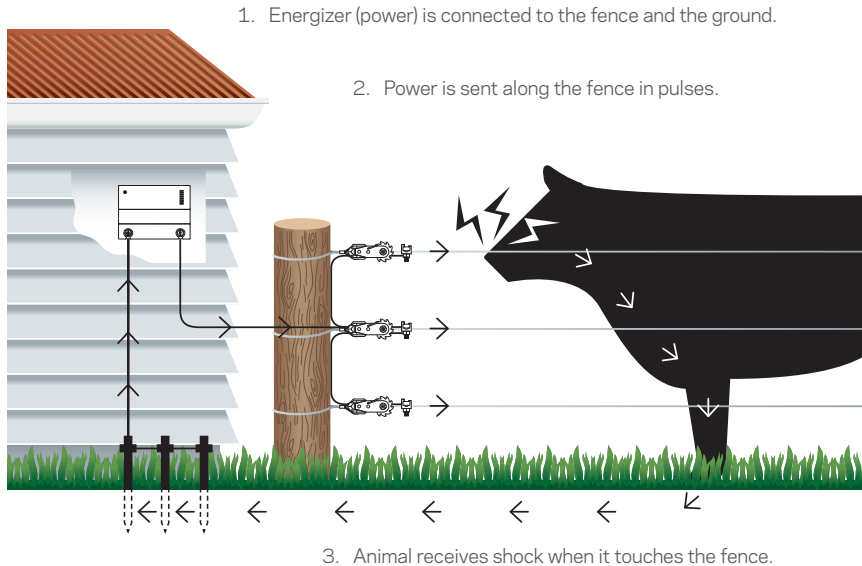 1. Energizer (power) is connected to the fence and the ground.
2. Power is sent along the fence in pulses.
3. Animal receives shock when it touches the fence.